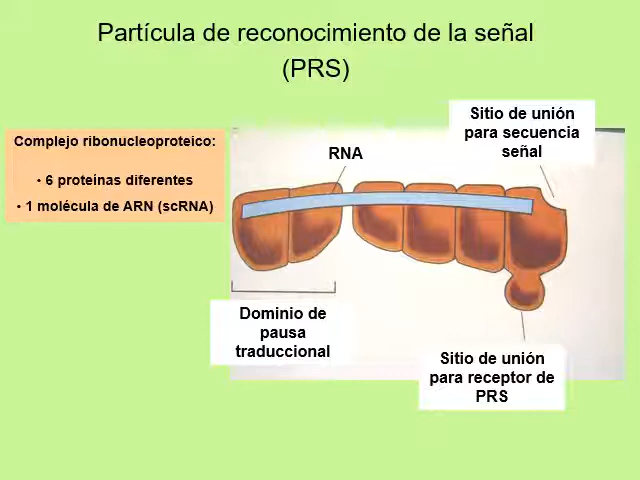 Partícula de reconocimiento de la señal
(PRS)
Complejo ribonucleoproteico:
• 6 proteínas diferentes
• 1 molécula de ARN (scRNA)
RNA
Sitio de unión
para secuencia
señal
Dominio de
pausa
traduccional
Sitio de unión
para receptor de
PRS